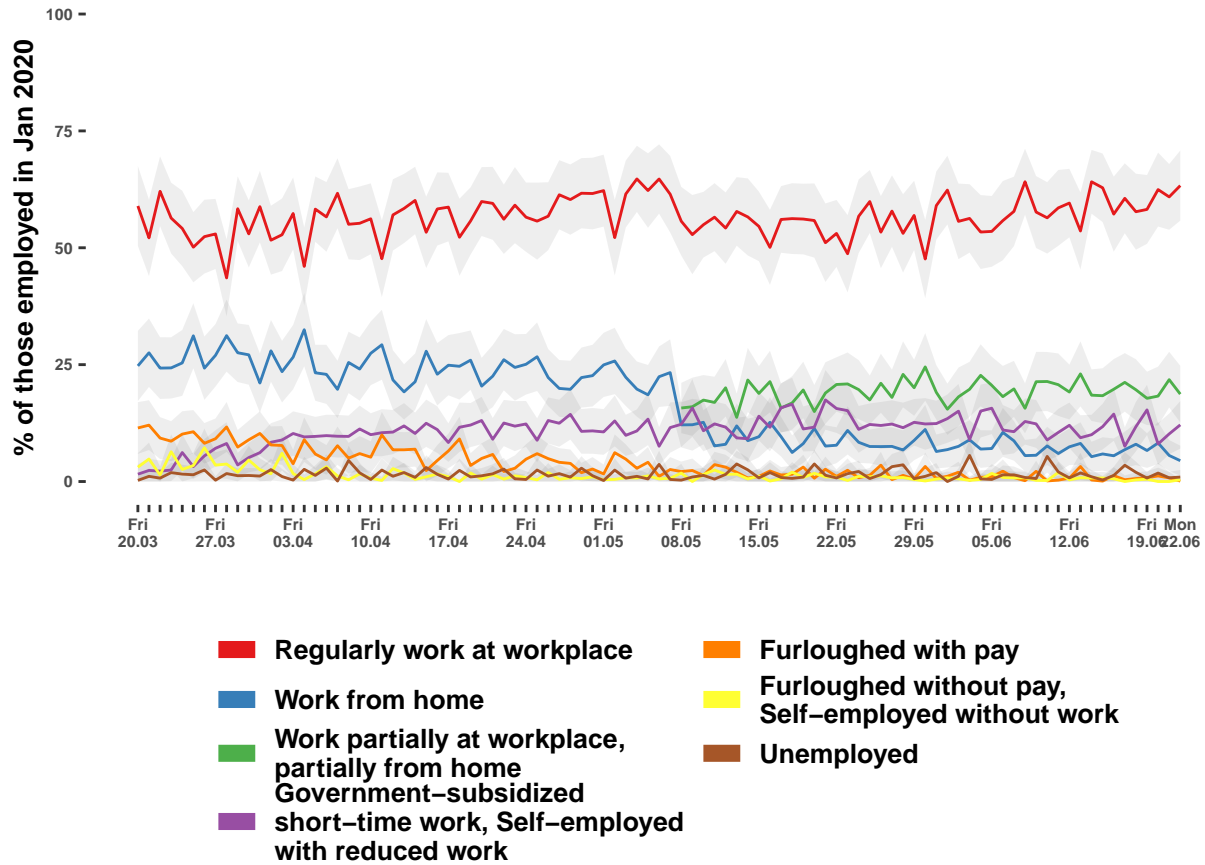 % of those employed in Jan 2020
100
75
50
25
0
Fri Fri Fri Fri Fri Fri Fri Fri Fri Fri Fri Fri Fri Fri Mon
20.03 27.03 03.04 10.04 17.04 24.04 01.05 08.05 15.05 22.05 29.05 05.06 12.06 19.06 22.06
Regularly work at workplace
Work from home
Work partially at workplace,
partially from home
Government−subsidized
short−time work, Self−employed
with reduced work
Furloughed with pay
Furloughed without pay,
Self−employed without work
Unemployed